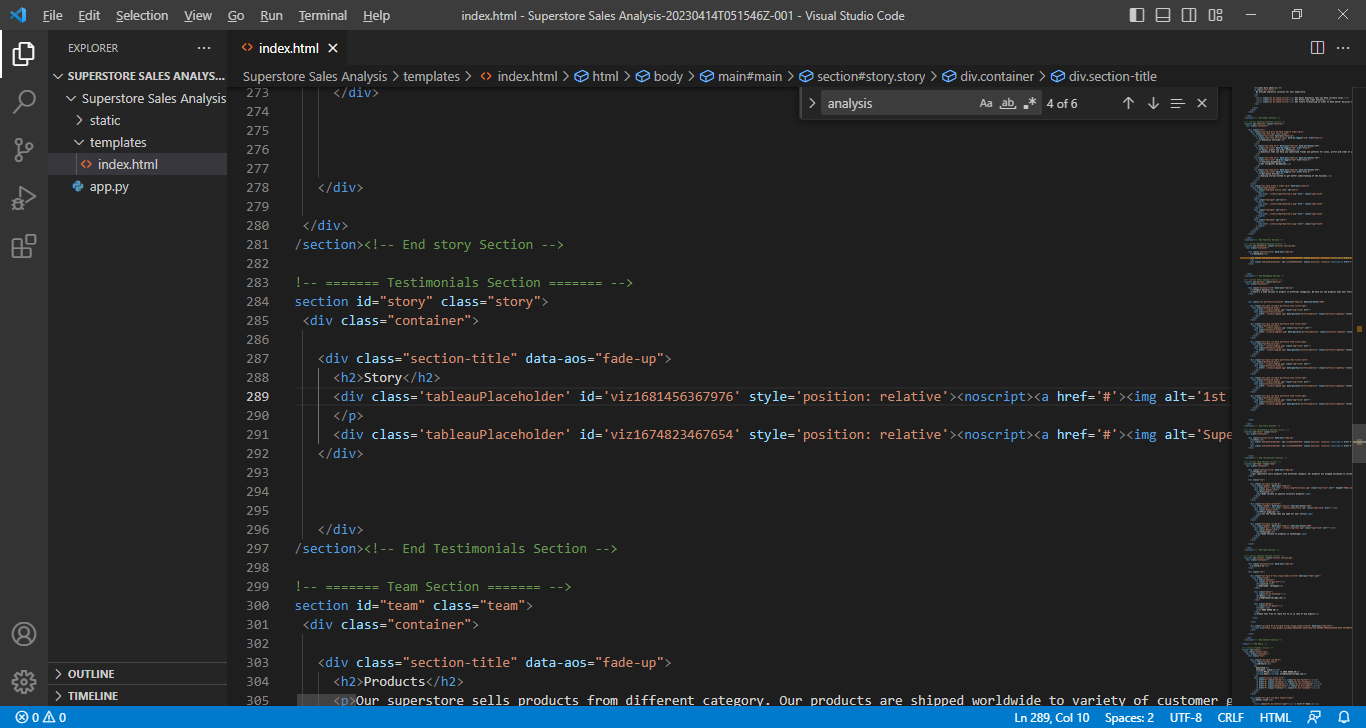 File Edit Selection View Go Run Terminal Help index.html - Superstore Sales Analysis-20230414T051546Z-001 - Visual Studio Code
EXPLORER
SUPERSTORE SALES ANALYS...
Superstore Sales Analysis
static
templates
index.html
app.py
OUTLINE
TIMELINE
index.html
Superstore Sales Analysis > templates > index.html > html > body > main#main > section#story.story > div.container > div.section-title
analysis Aa ab 4 of 6
273 </div>
274
275
276
277
278 </div>
279
280 </div>
281 /section><!-- End story Section -->
282
283 !-- ======= Testimonials Section ======= -->
284 section id="story" class="story">
285 <div class="container">
286
287 <div class="section-title" data-aos="fade-up">
288 <h2>Story</h2>
289 <div class='tableauPlaceholder' id='viz1681456367976' style='position: relative'><noscript><a href='#'><img alt='1st
290 </p>
291 <div class='tableauPlaceholder' id='viz1674823467654' style='position: relative'><noscript><a href='#'><img alt='Supe
292 </div>
293
294
295
296 </div>
297 /section><!-- End Testimonials Section -->
298
299 !-- ======= Team Section ======= -->
300 section id="team" class="team">
301 <div class="container">
302
303 <div class="section-title" data-aos="fade-up">
304 <h2>Products</h2>
305 <p>Our superstore sells products from different category. Our products are shipped worldwide to variety of customer
0 0 Ln 289, Col 10 Spaces: 2 UTF-8 CRLF HTML